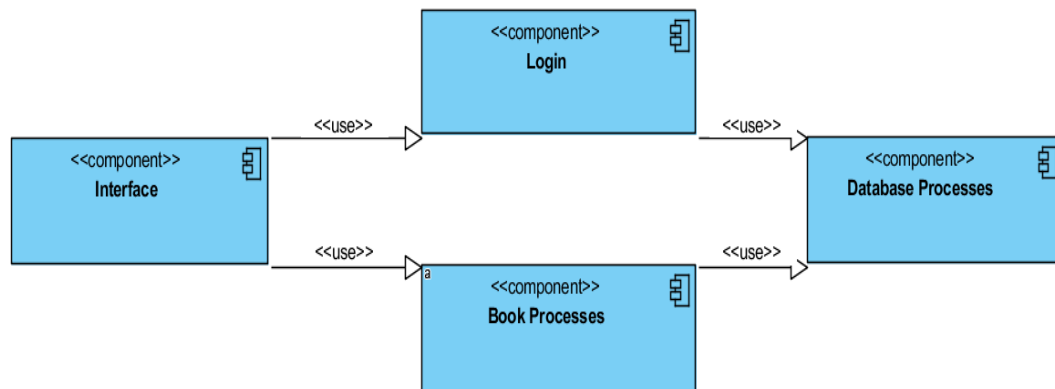 <<component>>
Login
<<use>>
<<use>>
<<component>>
Interface
<<component>>
Database Processes
<<use>>
<<use>>
a
<<component>>
Book Processes